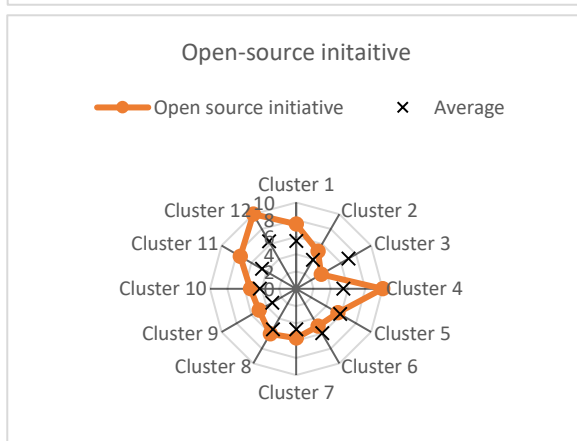 Open-source initaitive
Open source initiative
Average
Cluster 1
Cluster 2
Cluster 3
Cluster 4
Cluster 5
Cluster 6
Cluster 7
Cluster 8
Cluster 9
Cluster 10
Cluster 11
Cluster 12
10
8
6
4
2
0